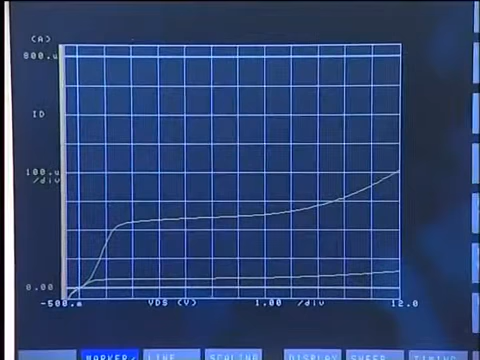 (A)
800.u
ID
100.u
/div
0.00
-500.m VDS (V) 1.00 /div 12.0
MARKER/ LINE SCALING DISPLAY SWEEP TIMING